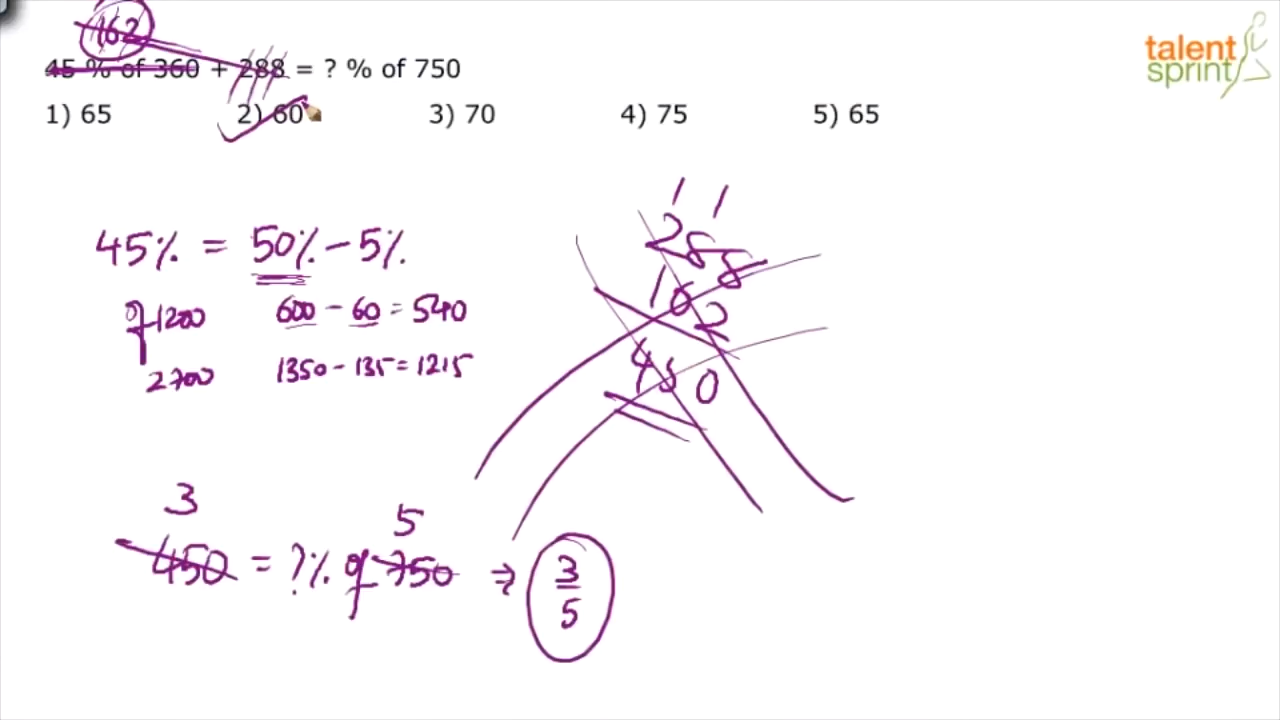 162
talent
sprint
45 % of 360 + 288 = ? % of 750
1) 65 2) 60 3) 70 4) 75 5) 65
45% = 50% - 5%
of 1200 600 - 60 = 540
2700 1350 - 135 = 1215
1 1
288
162
450
3 5
450 = ?% of 750 ⇒ 3/5